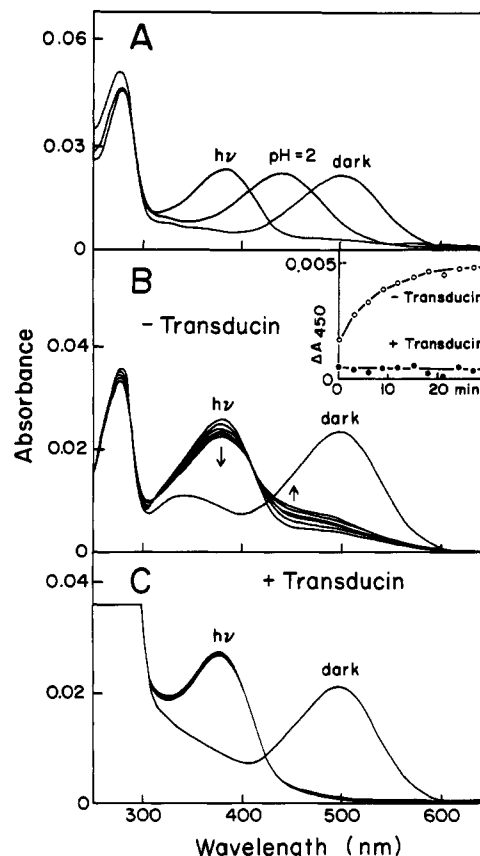 A
0.06
0.03
0
hν
pH=2
dark
B
– Transducin
0.04
0.02
0
hν
dark
0.005
0
ΔA 450
– Transducin
+ Transducin
0
10
20 min
C
+ Transducin
0.04
0.02
0
hν
dark
300
400
500
600
Absorbance
Wavelength (nm)